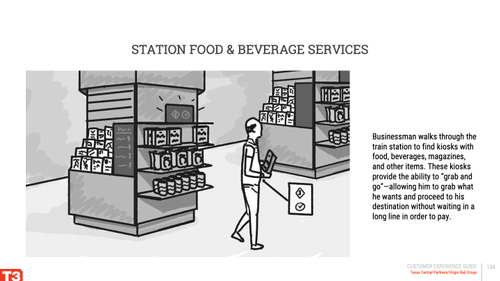 STATION FOOD & BEVERAGE SERVICES
Businessman walks through the
train station to find kiosks with
food, beverages, magazines,
and other items. These kiosks
provide the ability to "grab and
go"—allowing him to grab what
he wants and proceed to his
destination without waiting in a
long line in order to pay.
T3
CUSTOMER EXPERIENCE GUIDE
Texas Central Partners/Virgin Rail Group